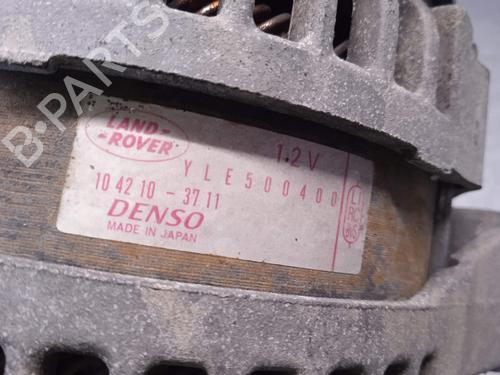 B-PARTS
LAND-
-ROVER
12V
YLE500400
104210-3711
DENSO
MADE IN JAPAN